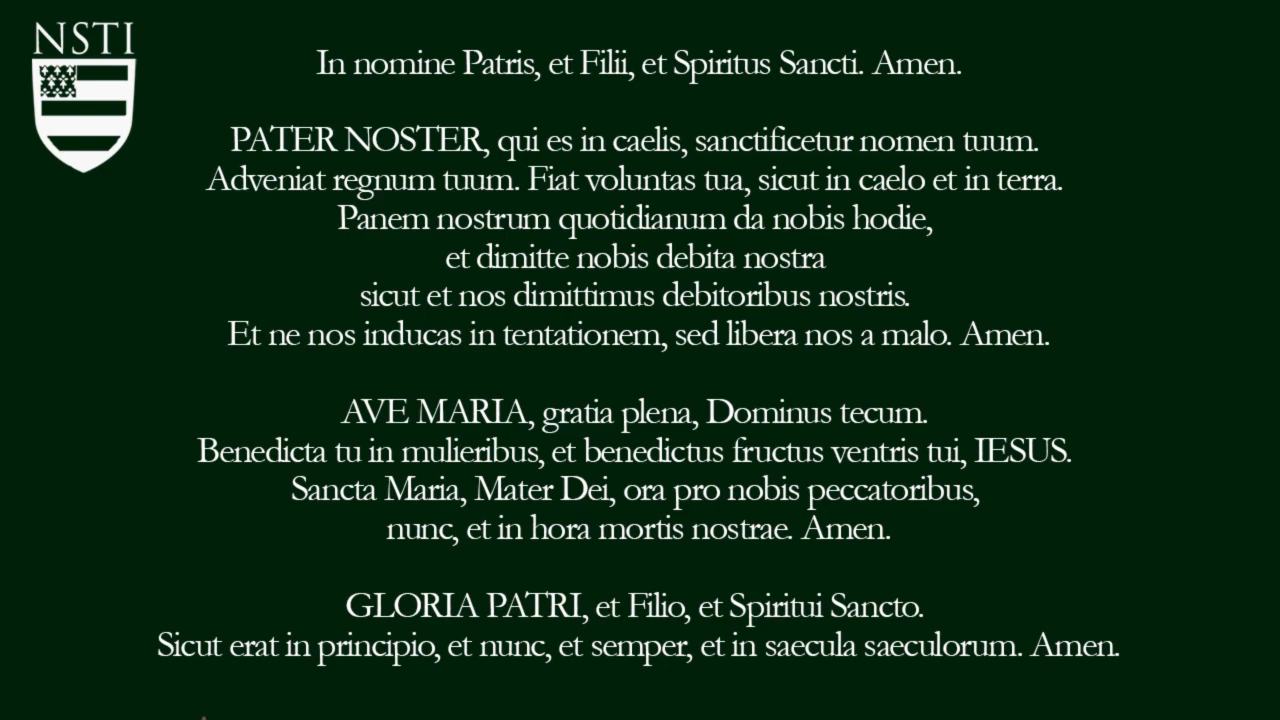 NSTI
In nomine Patris, et Filii, et Spiritus Sancti. Amen.
PATER NOSTER, qui es in caelis, sanctificetur nomen tuum.
Adveniat regnum tuum. Fiat voluntas tua, sicut in caelo et in terra.
Panem nostrum quotidianum da nobis hodie,
et dimitte nobis debita nostra
sicut et nos dimittimus debitoribus nostris.
Et ne nos inducas in tentationem, sed libera nos a malo. Amen.
AVE MARIA, gratia plena, Dominus tecum.
Benedicta tu in mulieribus, et benedictus fructus ventris tui, IESUS.
Sancta Maria, Mater Dei, ora pro nobis peccatoribus,
nunc, et in hora mortis nostrae. Amen.
GLORIA PATRI, et Filio, et Spiritui Sancto.
Sicut erat in principio, et nunc, et semper, et in saecula saeculorum. Amen.